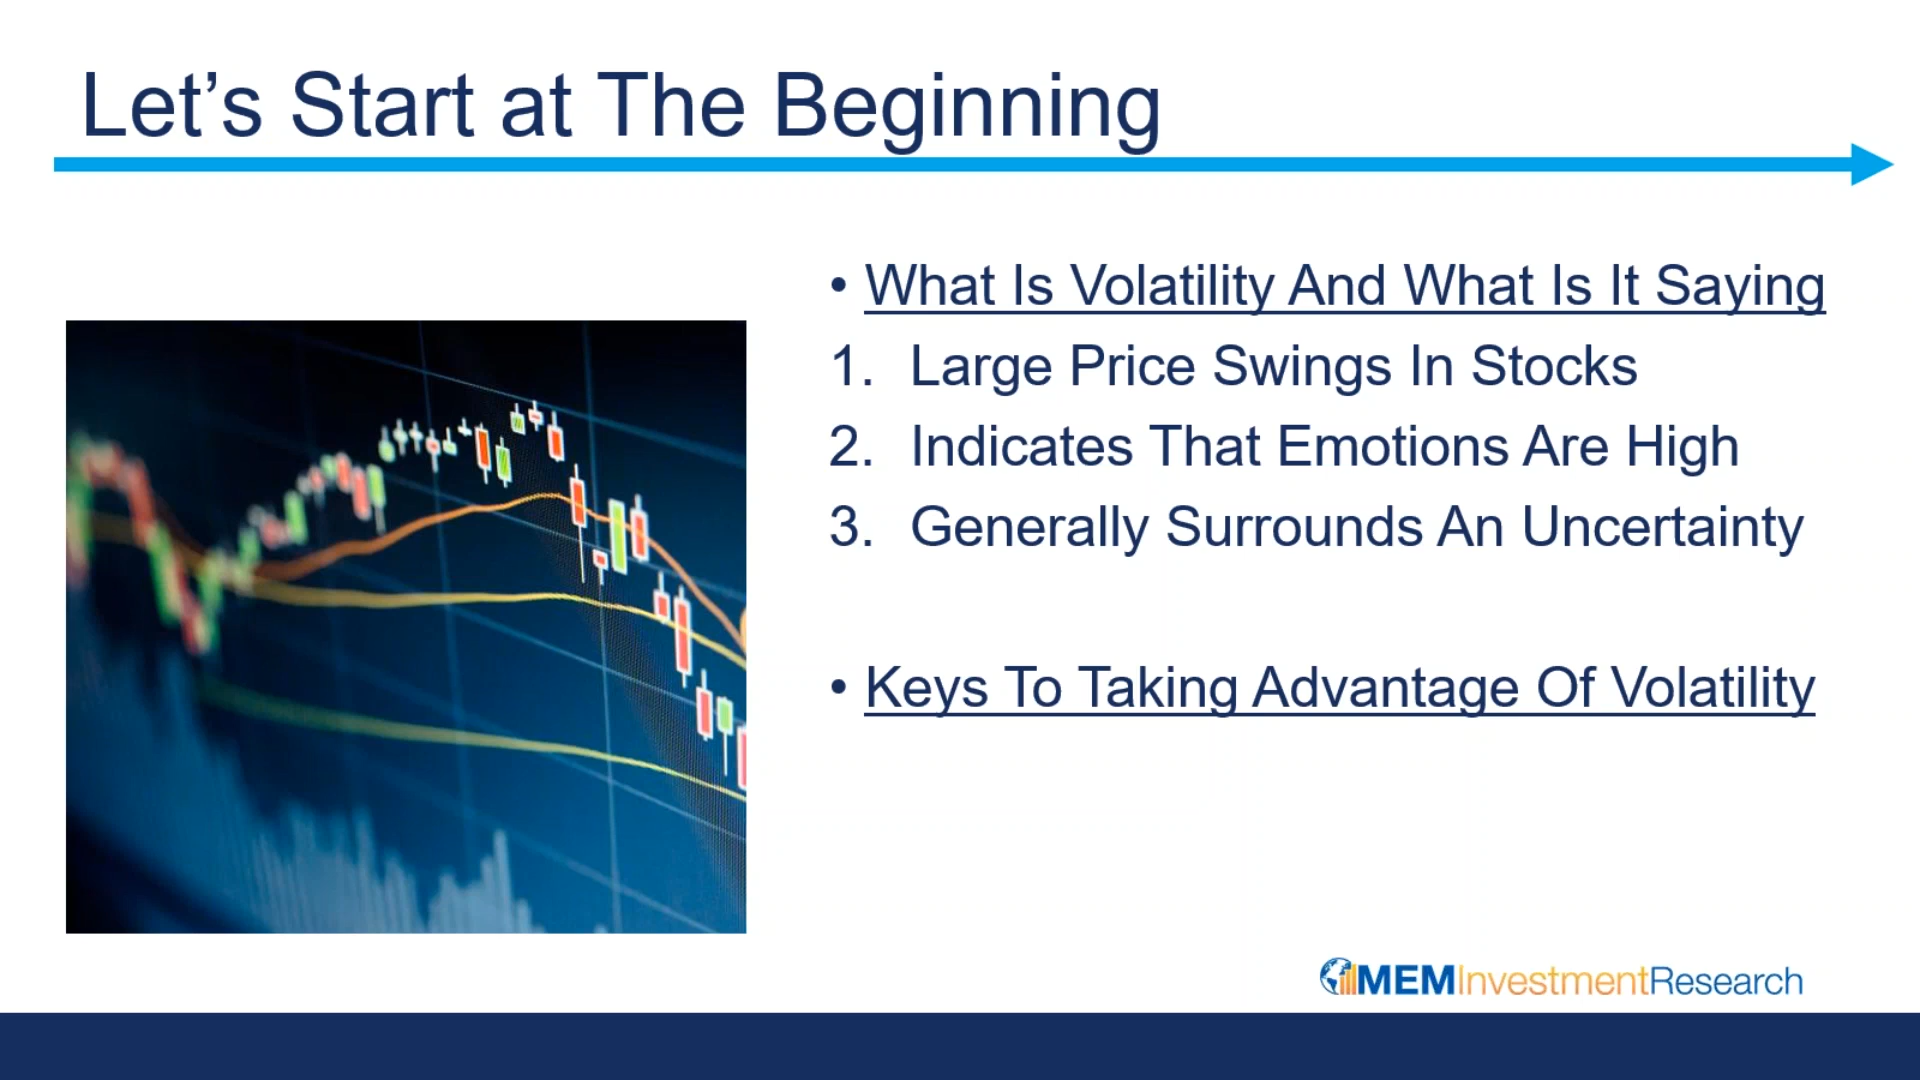 Let’s Start at The Beginning
• What Is Volatility And What Is It Saying
1. Large Price Swings In Stocks
2. Indicates That Emotions Are High
3. Generally Surrounds An Uncertainty
• Keys To Taking Advantage Of Volatility
MEMInvestmentResearch